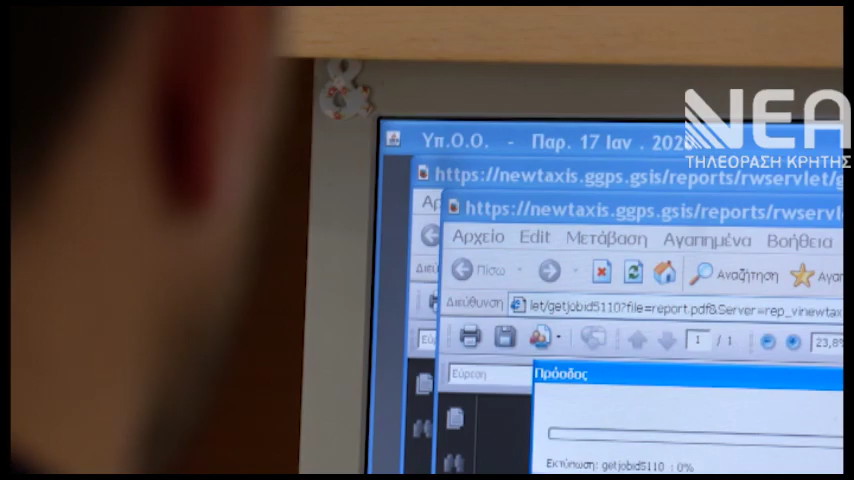 &
ΝΕΑ
ΤΗΛΕΟΡΑΣΗ ΚΡΗΤΗΣ
Υπ.Ο.Ο. - Παρ. 17 Ιαν . 202
https://newtaxis.ggps.gsis/reports/rwservlet/g
https://newtaxis.ggps.gsis/reports/rwservl
Αρχείο Edit Μετάβαση Αγαπημένα Βοήθεια
Πίσω Αναζήτηση Αγαπ
Διεύθυνση let/getjobid5110?file=report.pdf&Server=rep_vinewtax
1 / 1 23,8%
Εύρεση
Πρόοδος
Εκτύπωση: getjobid5110 : 0%